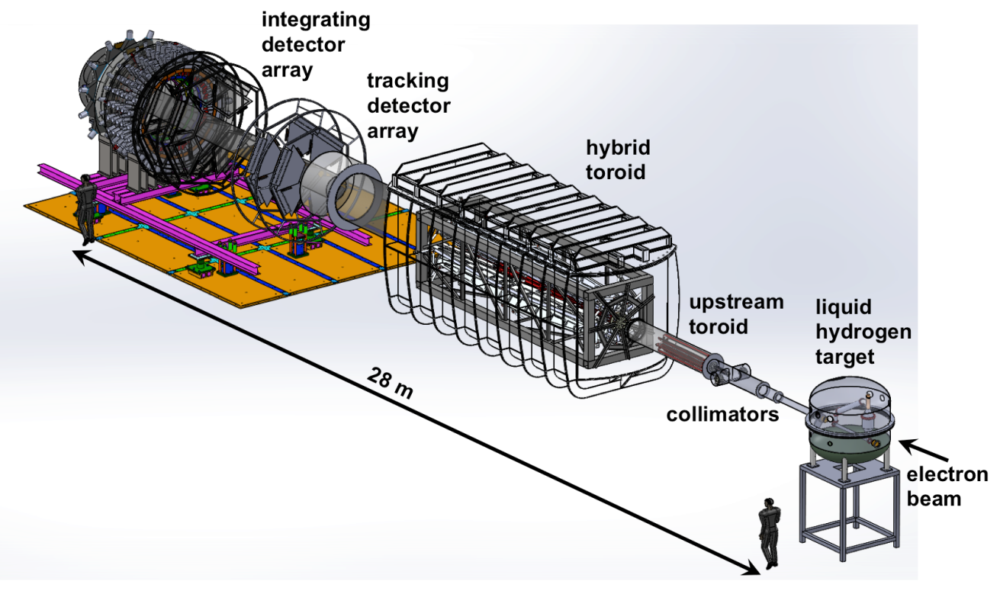 integrating
detector
array
tracking
detector
array
hybrid
toroid
upstream
toroid
liquid
hydrogen
target
28 m
collimators
electron
beam